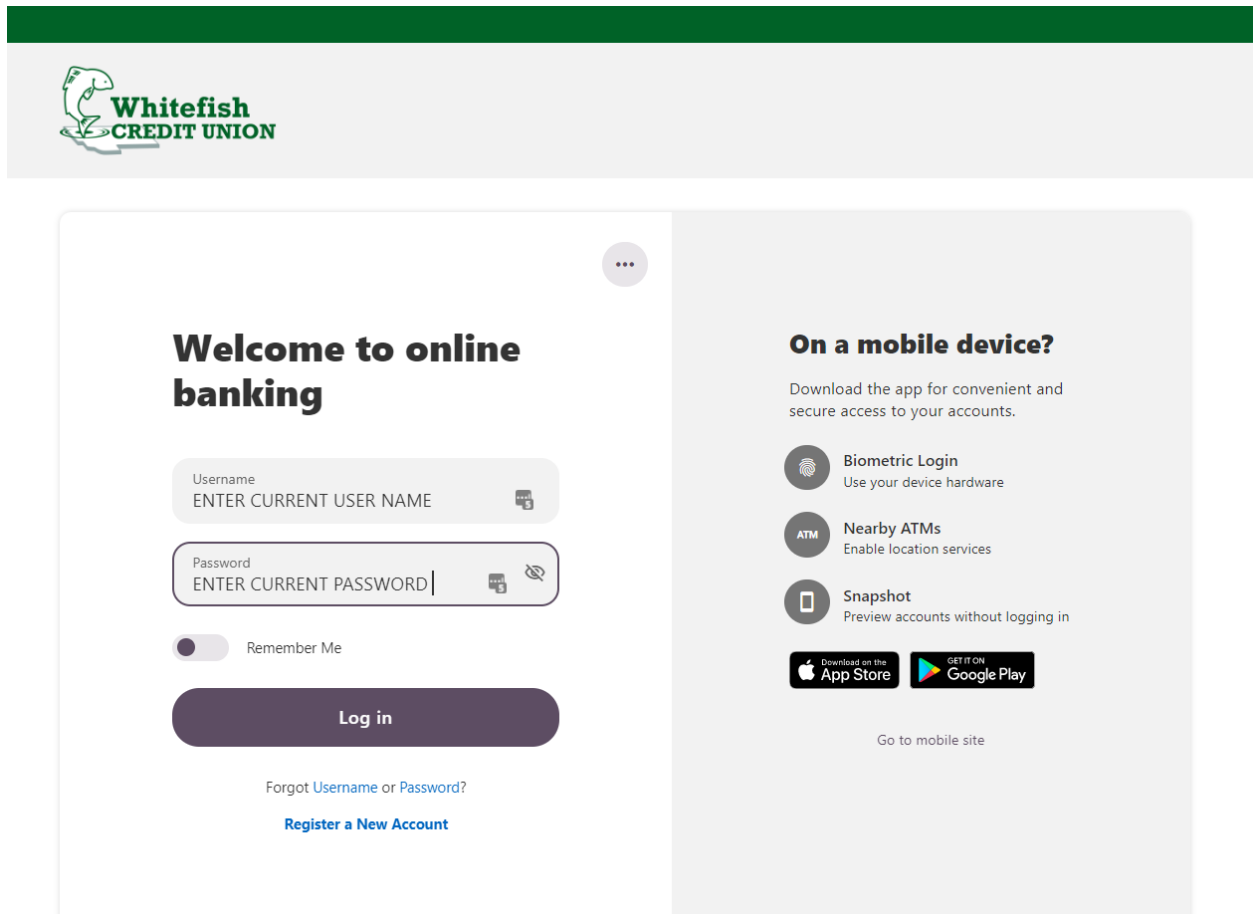 Whitefish
CREDIT UNION
Welcome to online
banking
Username
ENTER CURRENT USER NAME
Password
ENTER CURRENT PASSWORD
Remember Me
Log in
Forgot Username or Password?
Register a New Account
On a mobile device?
Download the app for convenient and
secure access to your accounts.
Biometric Login
Use your device hardware
ATM
Nearby ATMs
Enable location services
Snapshot
Preview accounts without logging in
Download on the
App Store
GET IT ON
Google Play
Go to mobile site